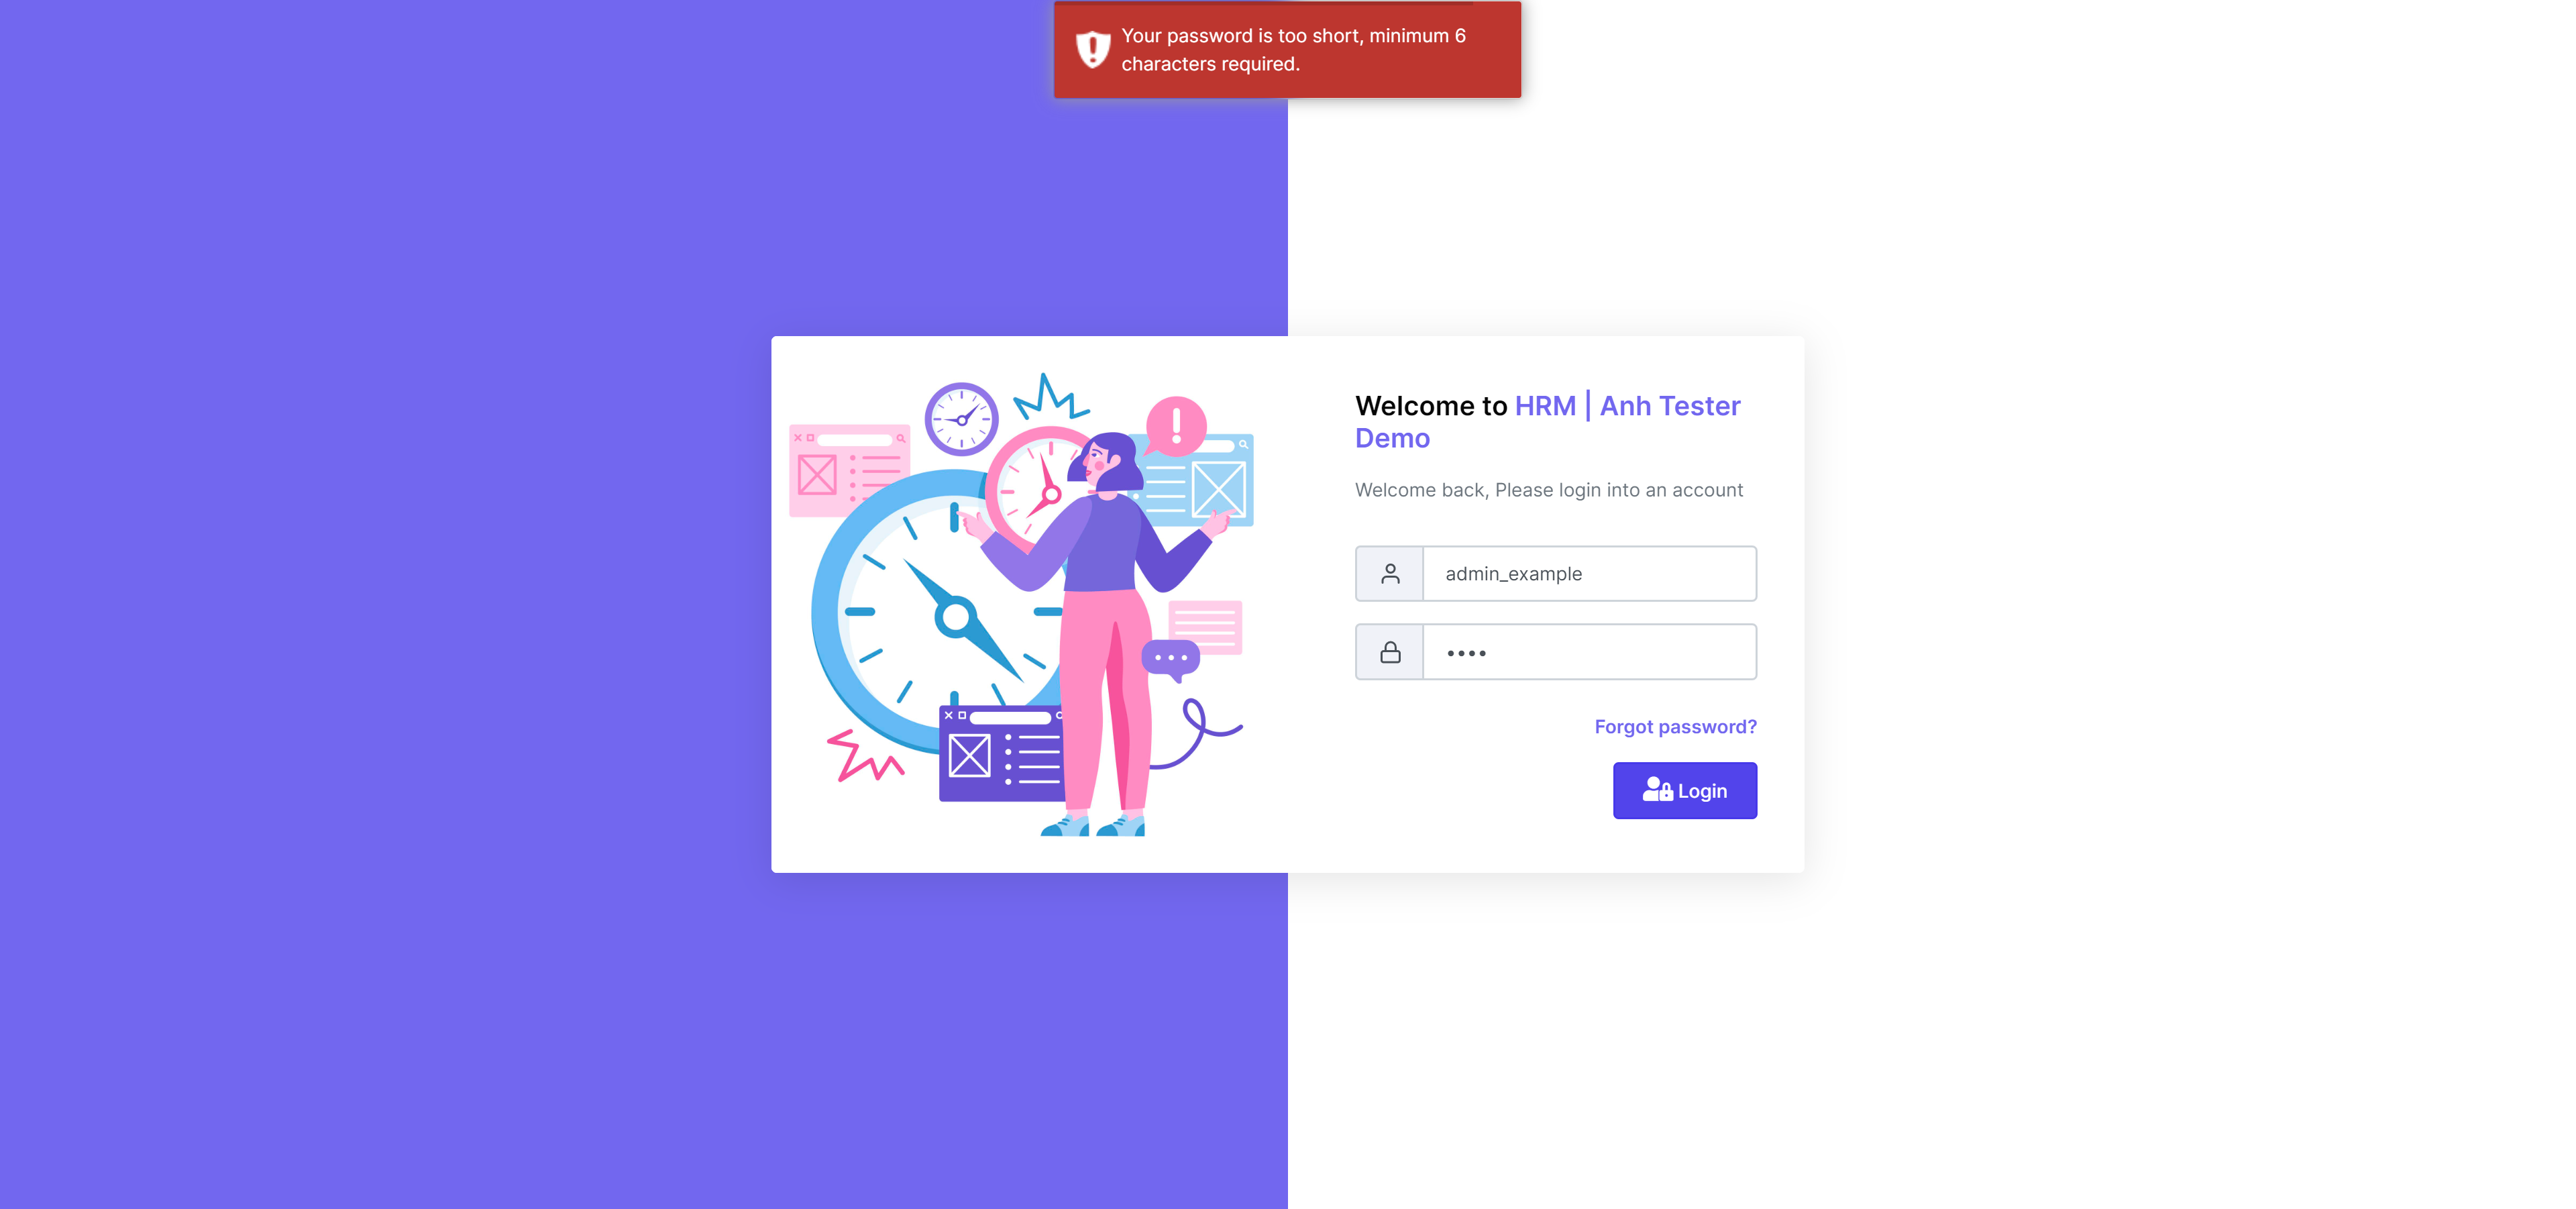 Your password is too short, minimum 6
characters required.
Welcome to HRM | Anh Tester
Demo
Welcome back, Please login into an account
admin_example
••••
Forgot password?
Login